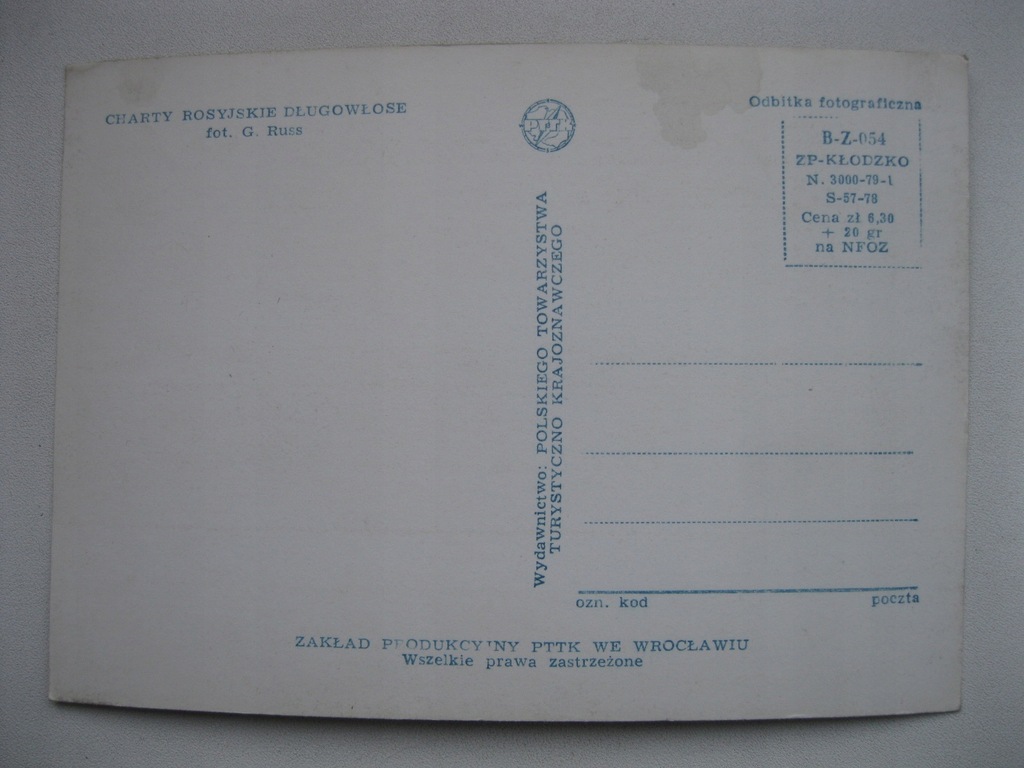 CHARTY ROSYJSKIE DŁUGOWŁOSE
fot. G. Russ
Odbitka fotograficzna
B-Z-054
ZP-KŁODZKO
N. 3000-79-1
S-57-78
Cena zł 6,30
+ 20 gr
na NFOZ
Wydawnictwo: POLSKIEGO TOWARZYSTWA
TURYSTYCZNO KRAJOZNAWCZEGO
ozn. kod
poczta
ZAKŁAD PRODUKCYJNY PTTK WE WROCŁAWIU
Wszelkie prawa zastrzeżone